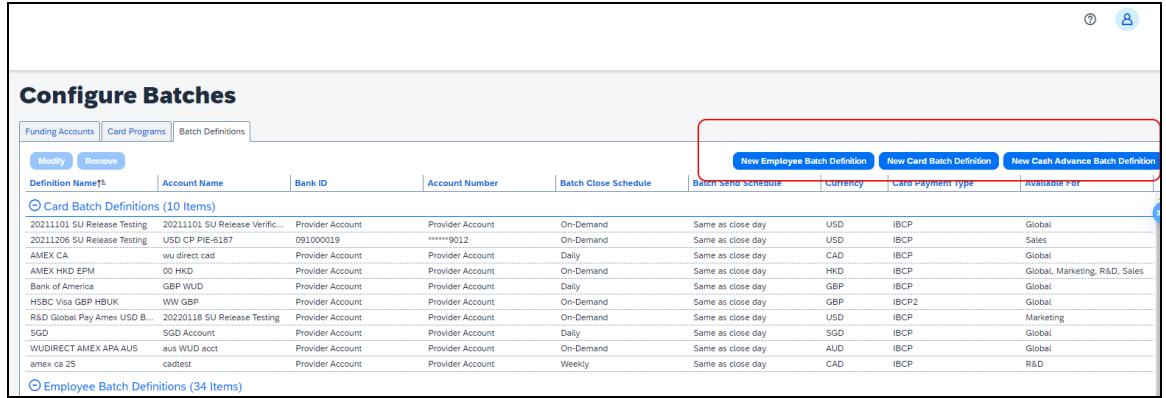 Configure Batches
Funding Accounts Card Programs Batch Definitions
Modify Remove New Employee Batch Definition New Card Batch Definition New Cash Advance Batch Definition
Definition Name Account Name Bank ID Account Number Batch Close Schedule Batch Send Schedule Currency Card Payment Type Available For
Card Batch Definitions (10 Items)
20211101 SU Release Testing 20211101 SU Release Verific... Provider Account Provider Account On-Demand Same as close day USD IBCP Global
20211206 SU Release Testing USD CP PIE-6187 091000019 ******9012 On-Demand Same as close day USD IBCP Sales
AMEX CA wu direct cad Provider Account Provider Account Daily Same as close day CAD IBCP Global
AMEX HKD EPM 00 HKD Provider Account Provider Account On-Demand Same as close day HKD IBCP Global, Marketing, R&D, Sales
Bank of America GBP WUD Provider Account Provider Account Daily Same as close day GBP IBCP Global
HSBC Visa GBP HBUK WW GBP Provider Account Provider Account On-Demand Same as close day GBP IBCP2 Global
R&D Global Pay Amex USD B... 20220118 SU Release Testing Provider Account Provider Account On-Demand Same as close day USD IBCP Marketing
SGD SGD Account Provider Account Provider Account Daily Same as close day SGD IBCP Global
WUDIRECT AMEX APA AUS aus WUD acct Provider Account Provider Account On-Demand Same as close day AUD IBCP Global
amex ca 25 cadtest Provider Account Provider Account Weekly Same as close day CAD IBCP R&D
Employee Batch Definitions (34 Items)